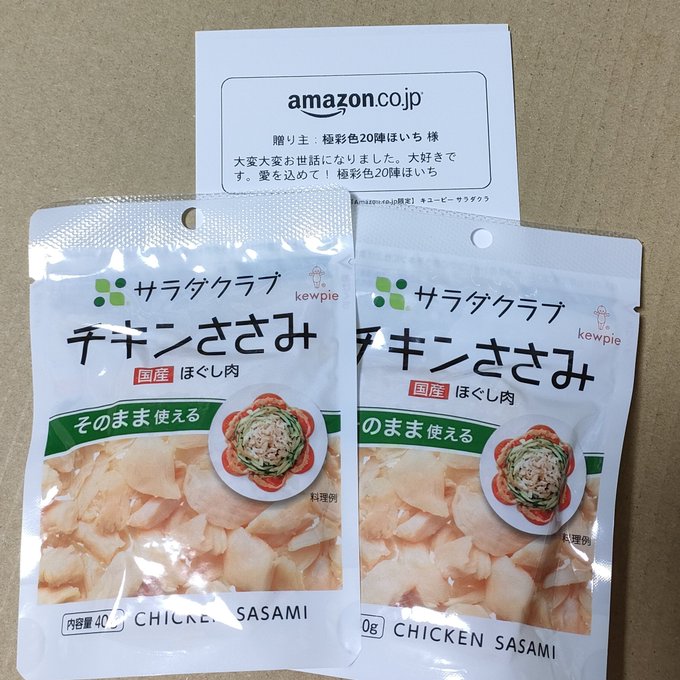 amazon.co.jp
贈り主：極彩色20陣ほいち 様
大変大変お世話になりました。大好きで
す。愛を込めて！ 極彩色20陣ほいち
【Amazon.co.jp限定】 キユーピー サラダクラ
サラダクラブ
kewpie
チキンささみ
国産 ほぐし肉
そのまま使える
料理例
内容量 40g
CHICKEN SASAMI
サラダクラブ
kewpie
チキンささみ
国産 ほぐし肉
そのまま使える
料理例
0g
CHICKEN SASAMI